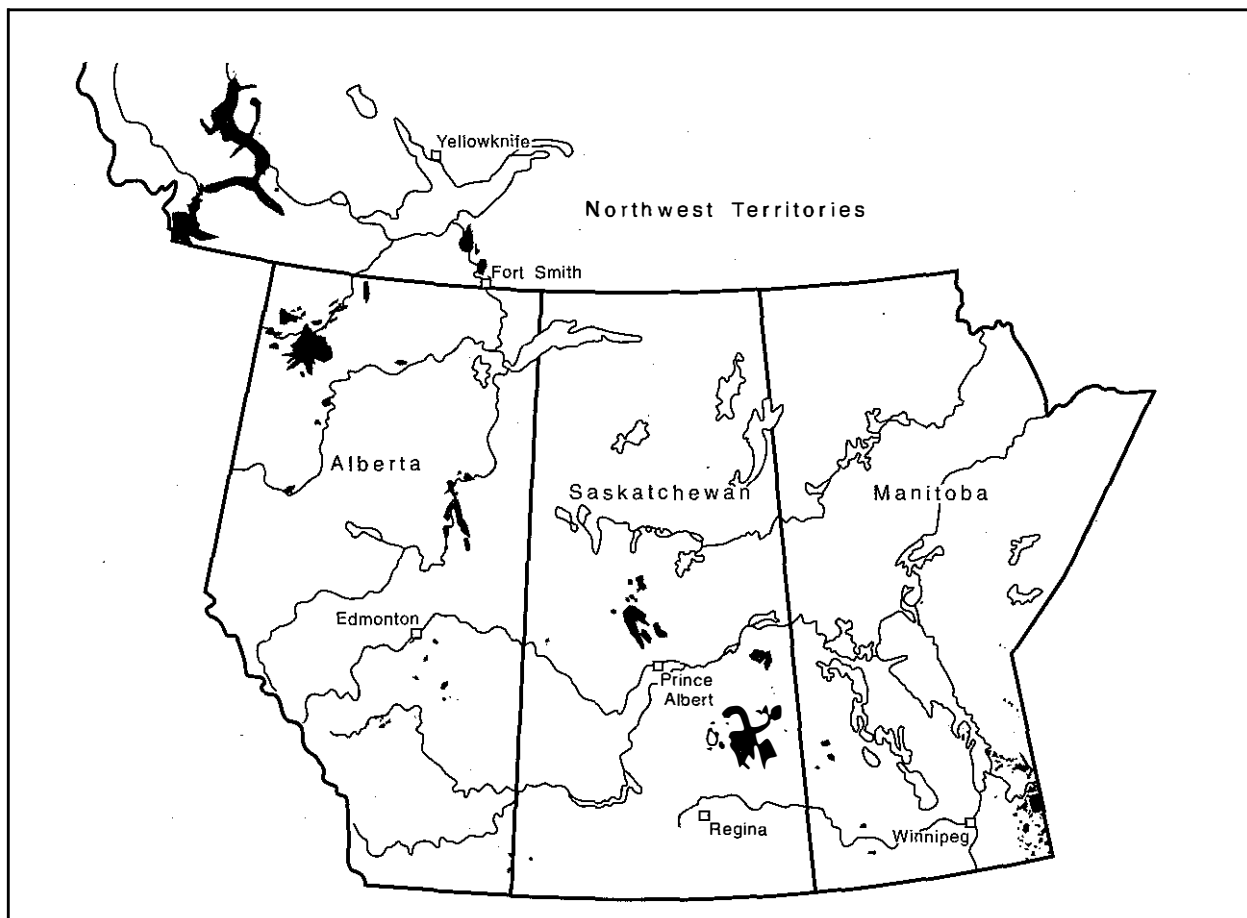 Yellowknife
Northwest Territories
Fort Smith
Alberta
Saskatchewan
Manitoba
Edmonton
Prince
Albert
Regina
Winnipeg